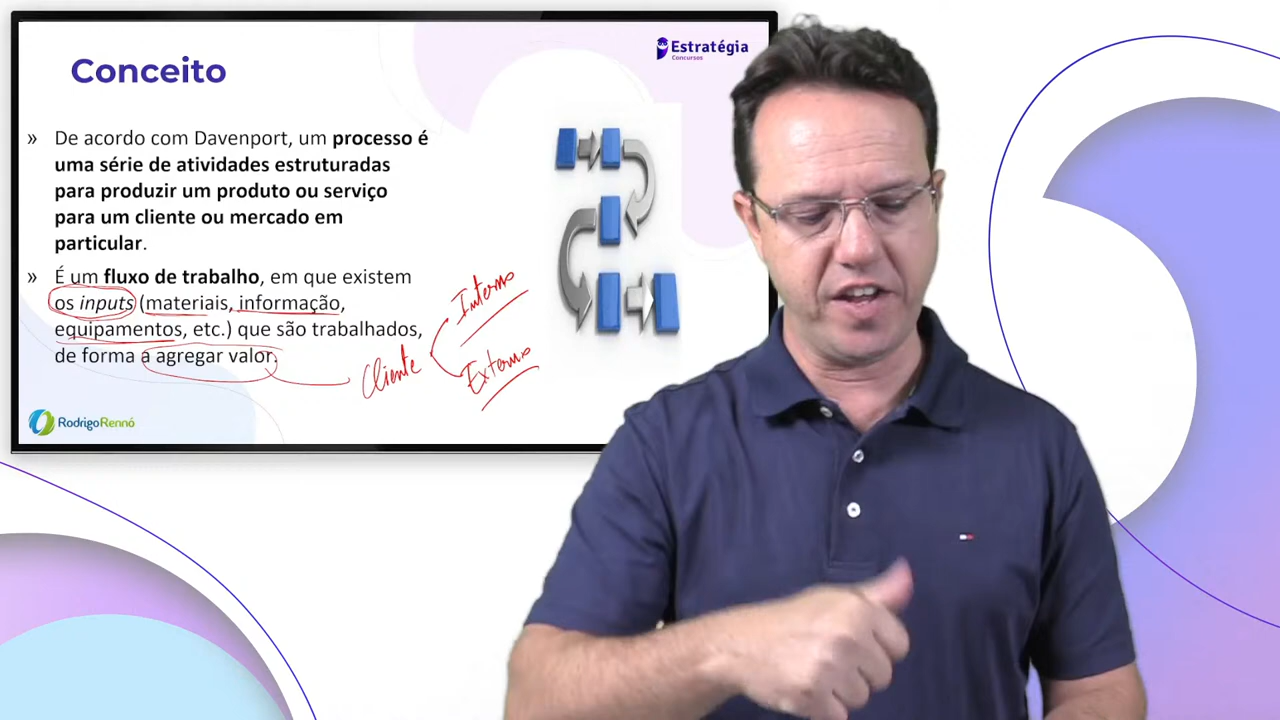 Conceito
Estratégia
Concursos
» De acordo com Davenport, um processo é
uma série de atividades estruturadas
para produzir um produto ou serviço
para um cliente ou mercado em
particular.
» É um fluxo de trabalho, em que existem
os inputs (materiais, informação,
equipamentos, etc.) que são trabalhados,
de forma a agregar valor.
Interno
Cliente
Externo
RodrigoRennó